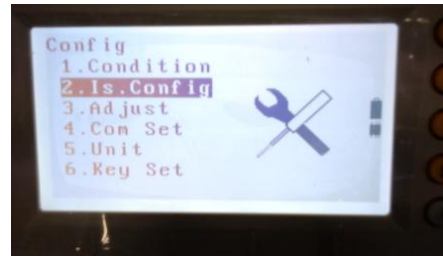 Config
1.Condition
2.Is.Config
3.Adjust
4.Com Set
5.Unit
6.Key Set